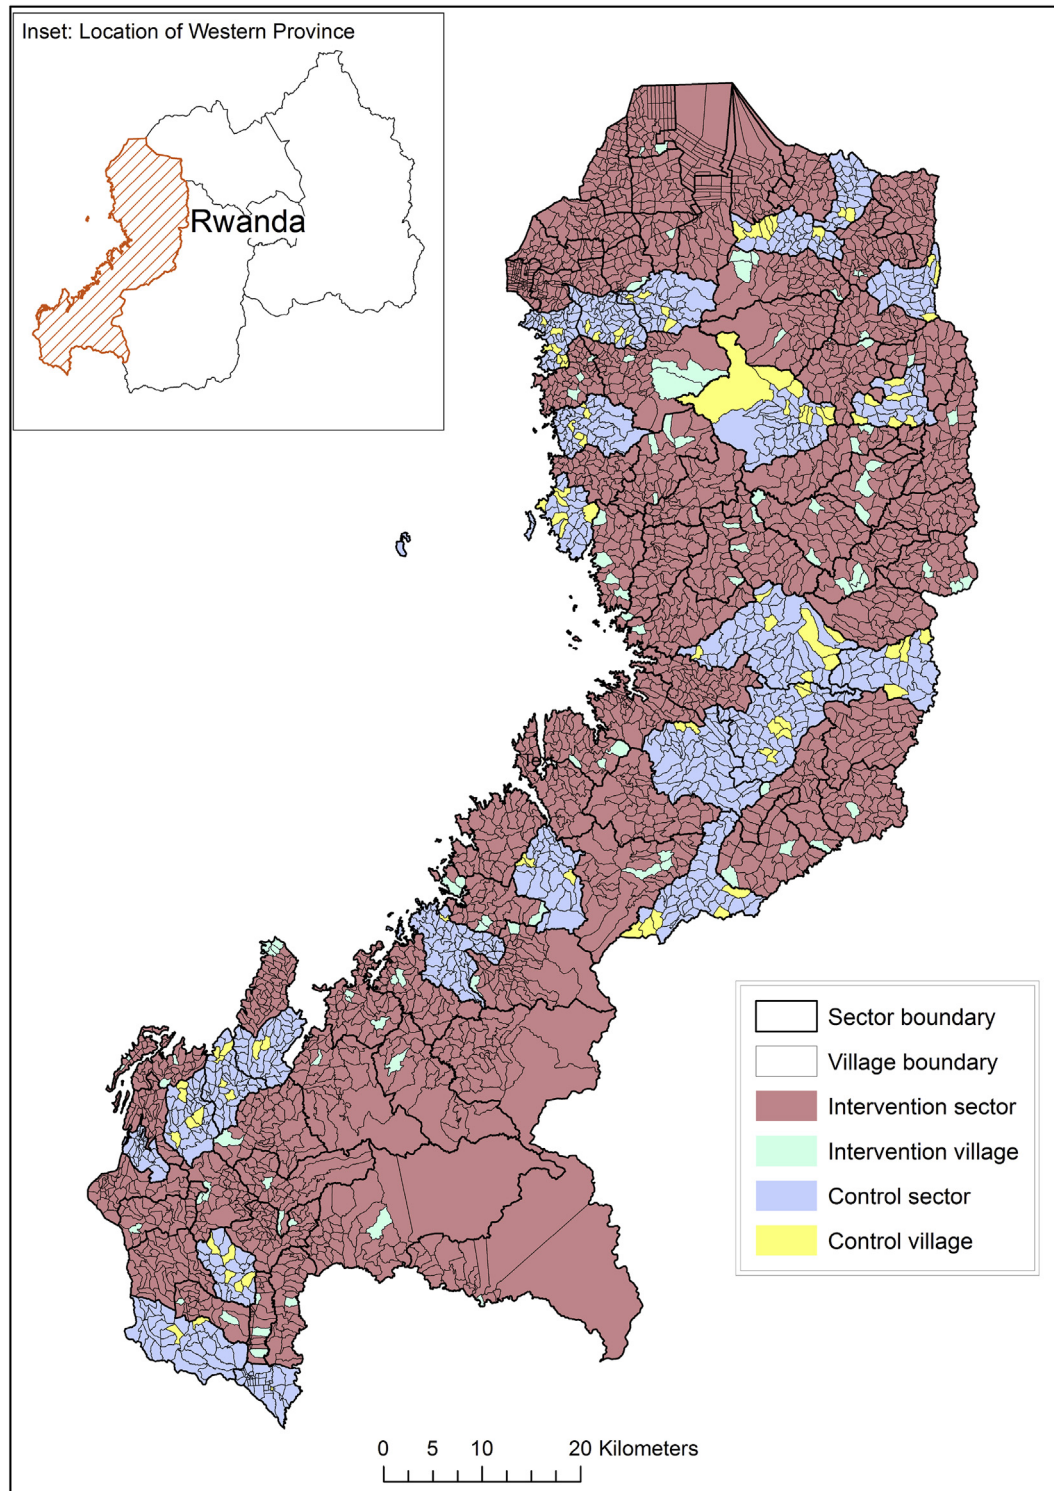 Inset: Location of Western Province
Rwanda
Sector boundary
Village boundary
Intervention sector
Intervention village
Control sector
Control village
0 5 10 20 Kilometers